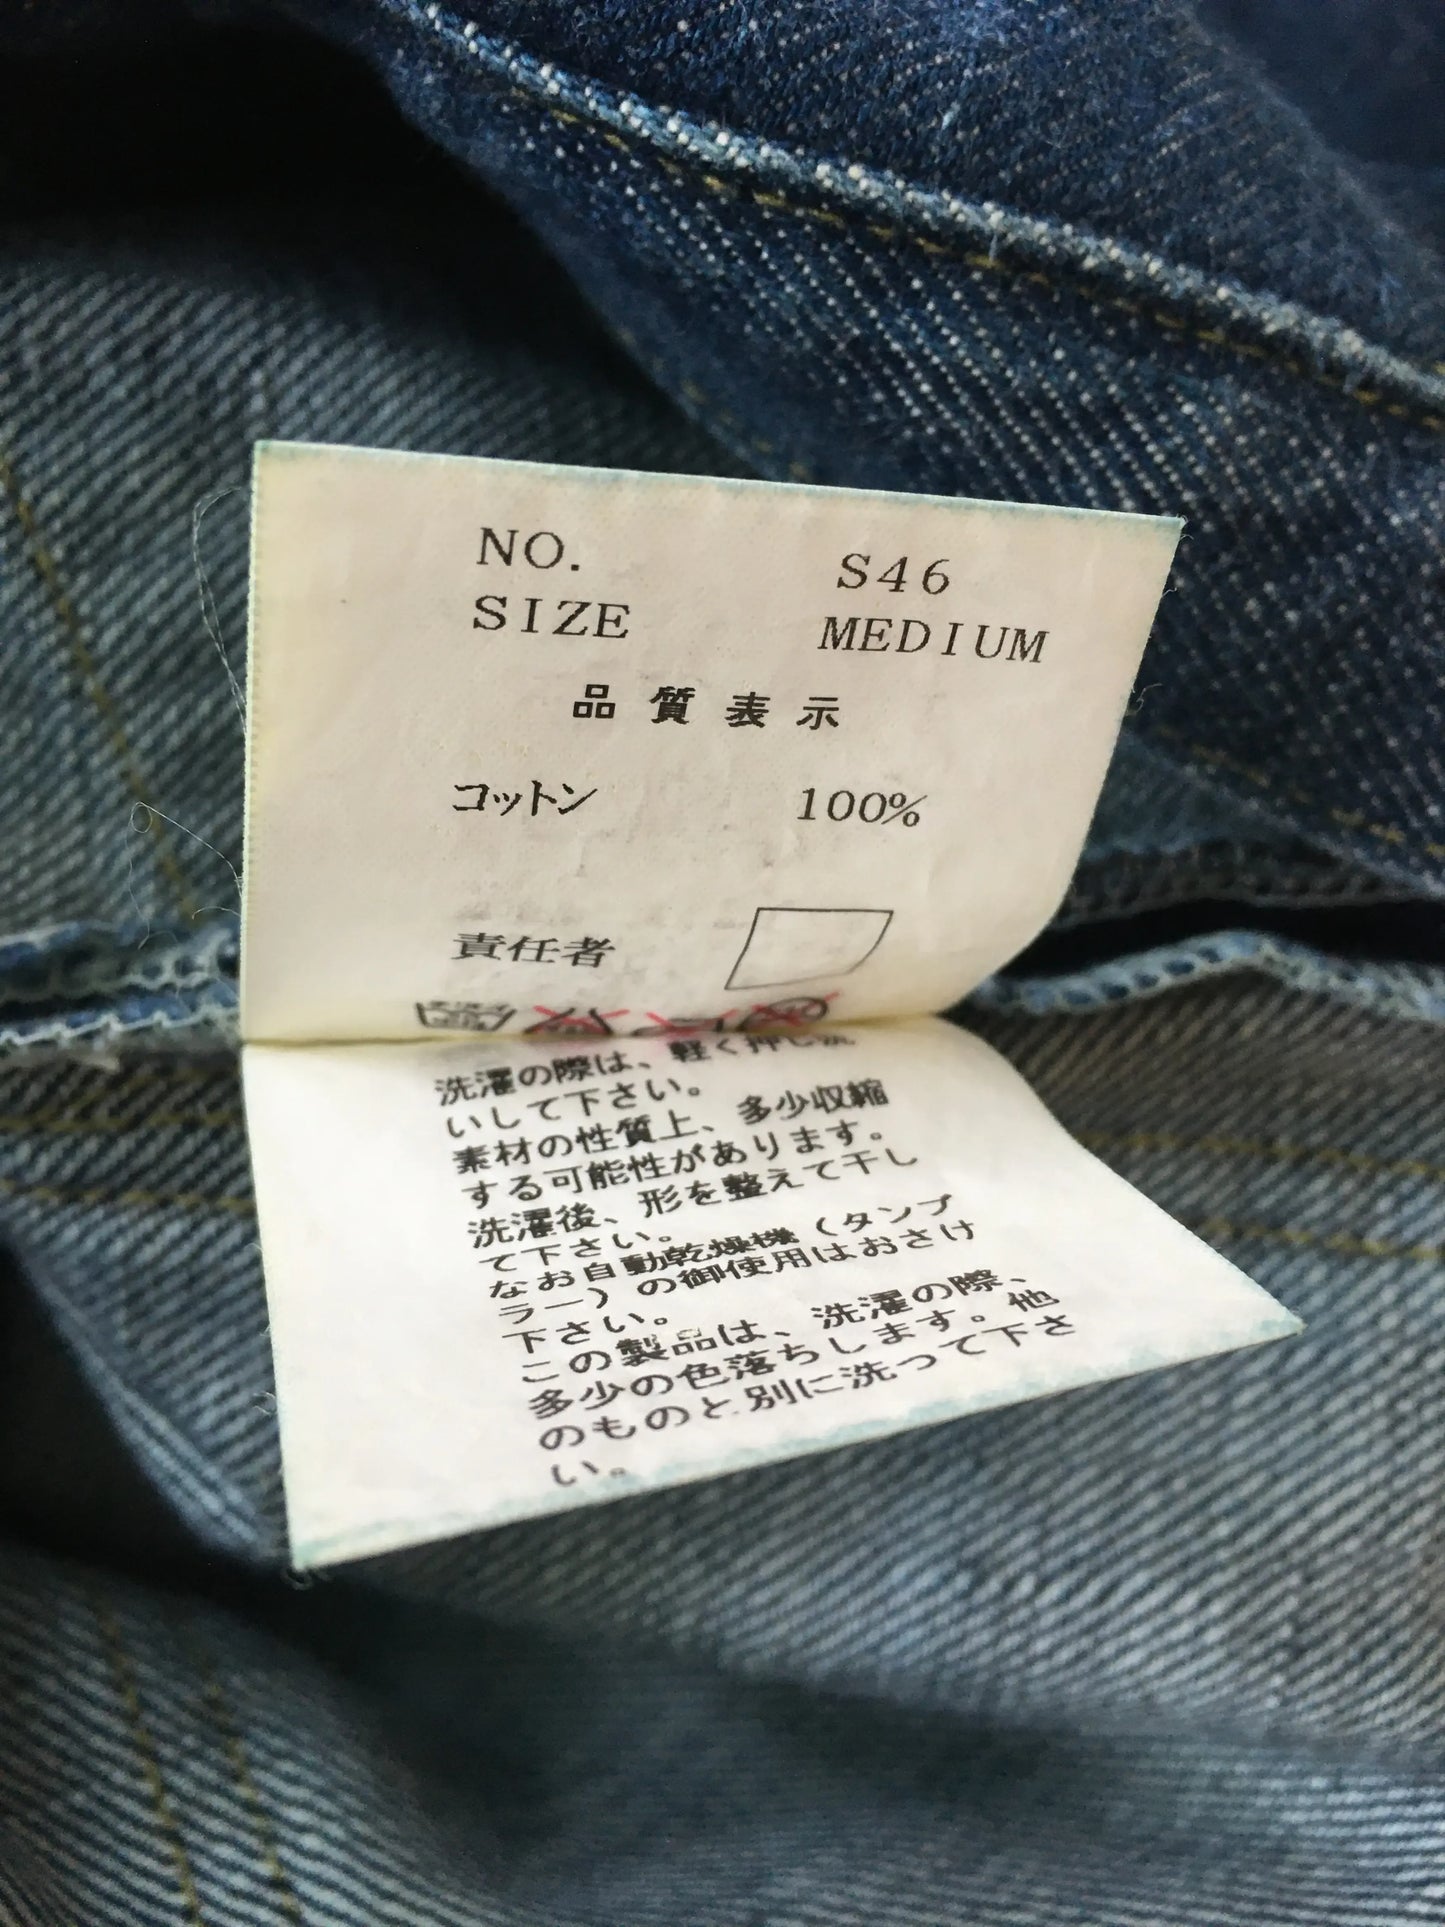 NO. S46
SIZE MEDIUM
品質表示
コットン 100%
責任者
洗濯の際は、軽く押し洗
いして下さい。
素材の性質上、多少収縮
する可能性があります。
洗濯後、形を整えて干し
て下さい。
なお自動乾燥機(タンブ
ラー)の御使用はおさけ
下さい。
この製品は、洗濯の際、
多少の色落ちします。他
のものと別に洗って下さ
い。